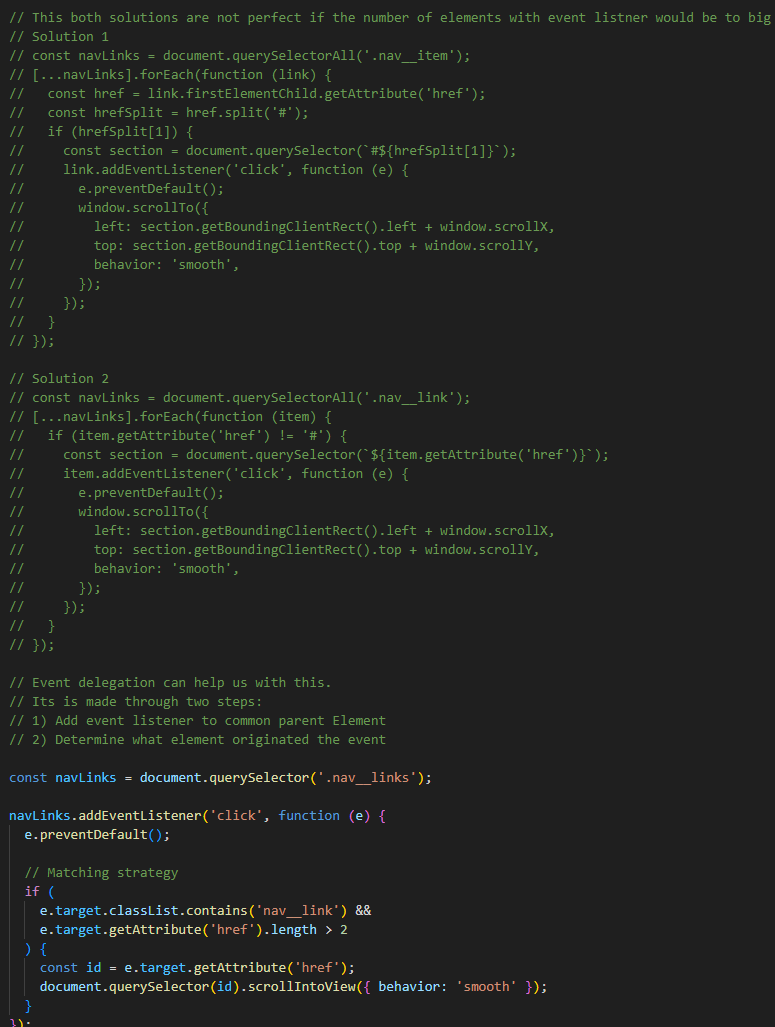 // This both solutions are not perfect if the number of elements with event listner would be to big
// Solution 1
// const navLinks = document.querySelectorAll('.nav__item');
// [...navLinks].forEach(function (link) {
//   const href = link.firstElementChild.getAttribute('href');
//   const hrefSplit = href.split('#');
//   if (hrefSplit[1]) {
//     const section = document.querySelector(`#${hrefSplit[1]}`);
//     link.addEventListener('click', function (e) {
//       e.preventDefault();
//       window.scrollTo({
//         left: section.getBoundingClientRect().left + window.scrollX,
//         top: section.getBoundingClientRect().top + window.scrollY,
//         behavior: 'smooth',
//       });
//     });
//   }
// });

// Solution 2
// const navLinks = document.querySelectorAll('.nav__link');
// [...navLinks].forEach(function (item) {
//   if (item.getAttribute('href') != '#') {
//     const section = document.querySelector(`${item.getAttribute('href')}`);
//     item.addEventListener('click', function (e) {
//       e.preventDefault();
//       window.scrollTo({
//         left: section.getBoundingClientRect().left + window.scrollX,
//         top: section.getBoundingClientRect().top + window.scrollY,
//         behavior: 'smooth',
//       });
//     });
//   }
// });

// Event delegation can help us with this.
// Its is made through two steps:
// 1) Add event listener to common parent Element
// 2) Determine what element originated the event

const navLinks = document.querySelector('.nav__links');

navLinks.addEventListener('click', function (e) {
  e.preventDefault();

  // Matching strategy
  if (
    e.target.classList.contains('nav__link') &&
    e.target.getAttribute('href').length > 2
  ) {
    const id = e.target.getAttribute('href');
    document.querySelector(id).scrollIntoView({ behavior: 'smooth' });
  }
});